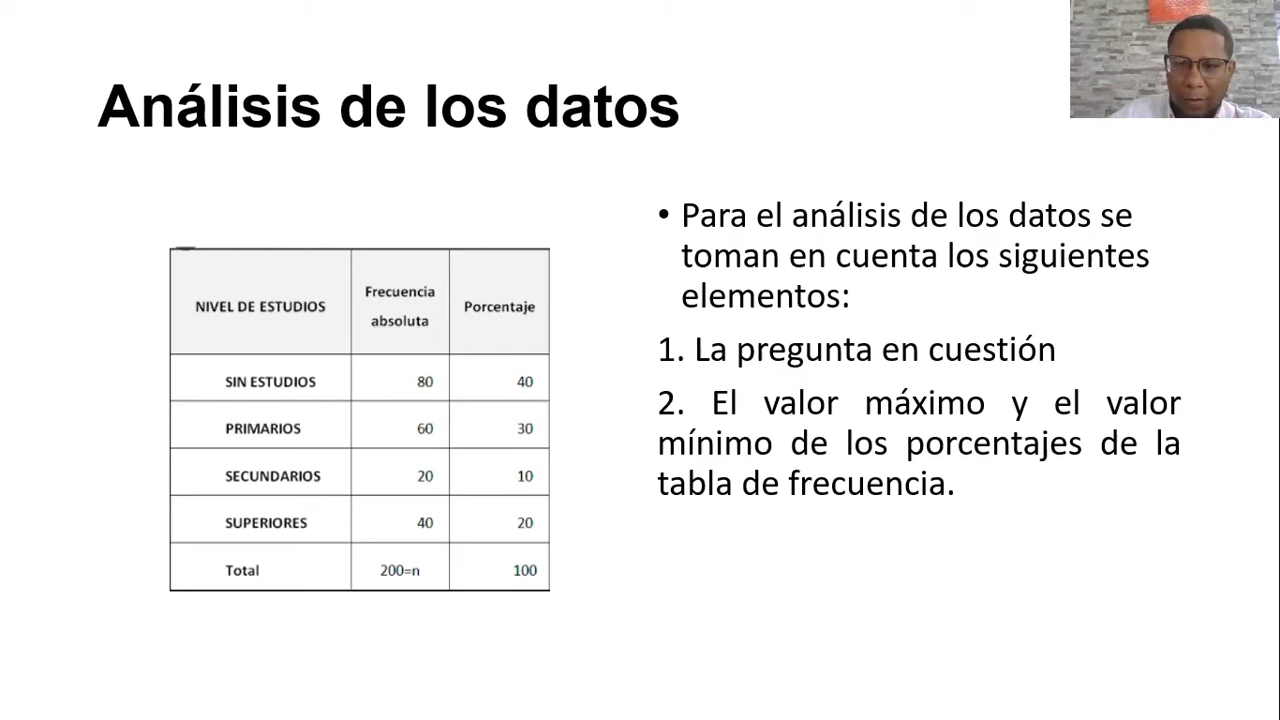 Análisis de los datos
NIVEL DE ESTUDIOS Frecuencia absoluta Porcentaje
SIN ESTUDIOS 80 40
PRIMARIOS 60 30
SECUNDARIOS 20 10
SUPERIORES 40 20
Total 200=n 100
• Para el análisis de los datos se
toman en cuenta los siguientes
elementos:
1. La pregunta en cuestión
2. El valor máximo y el valor
mínimo de los porcentajes de la
tabla de frecuencia.